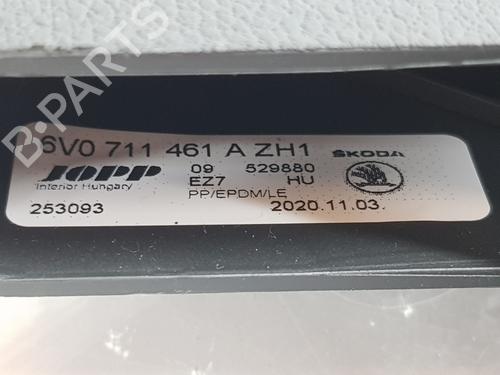 6V0 711 461 A ZH1 ŠKODA
JOPP 09 529880
Interior Hungary EZ7 HU
PP/EPDM/LE
253093 2020.11.03.
B-PARTS